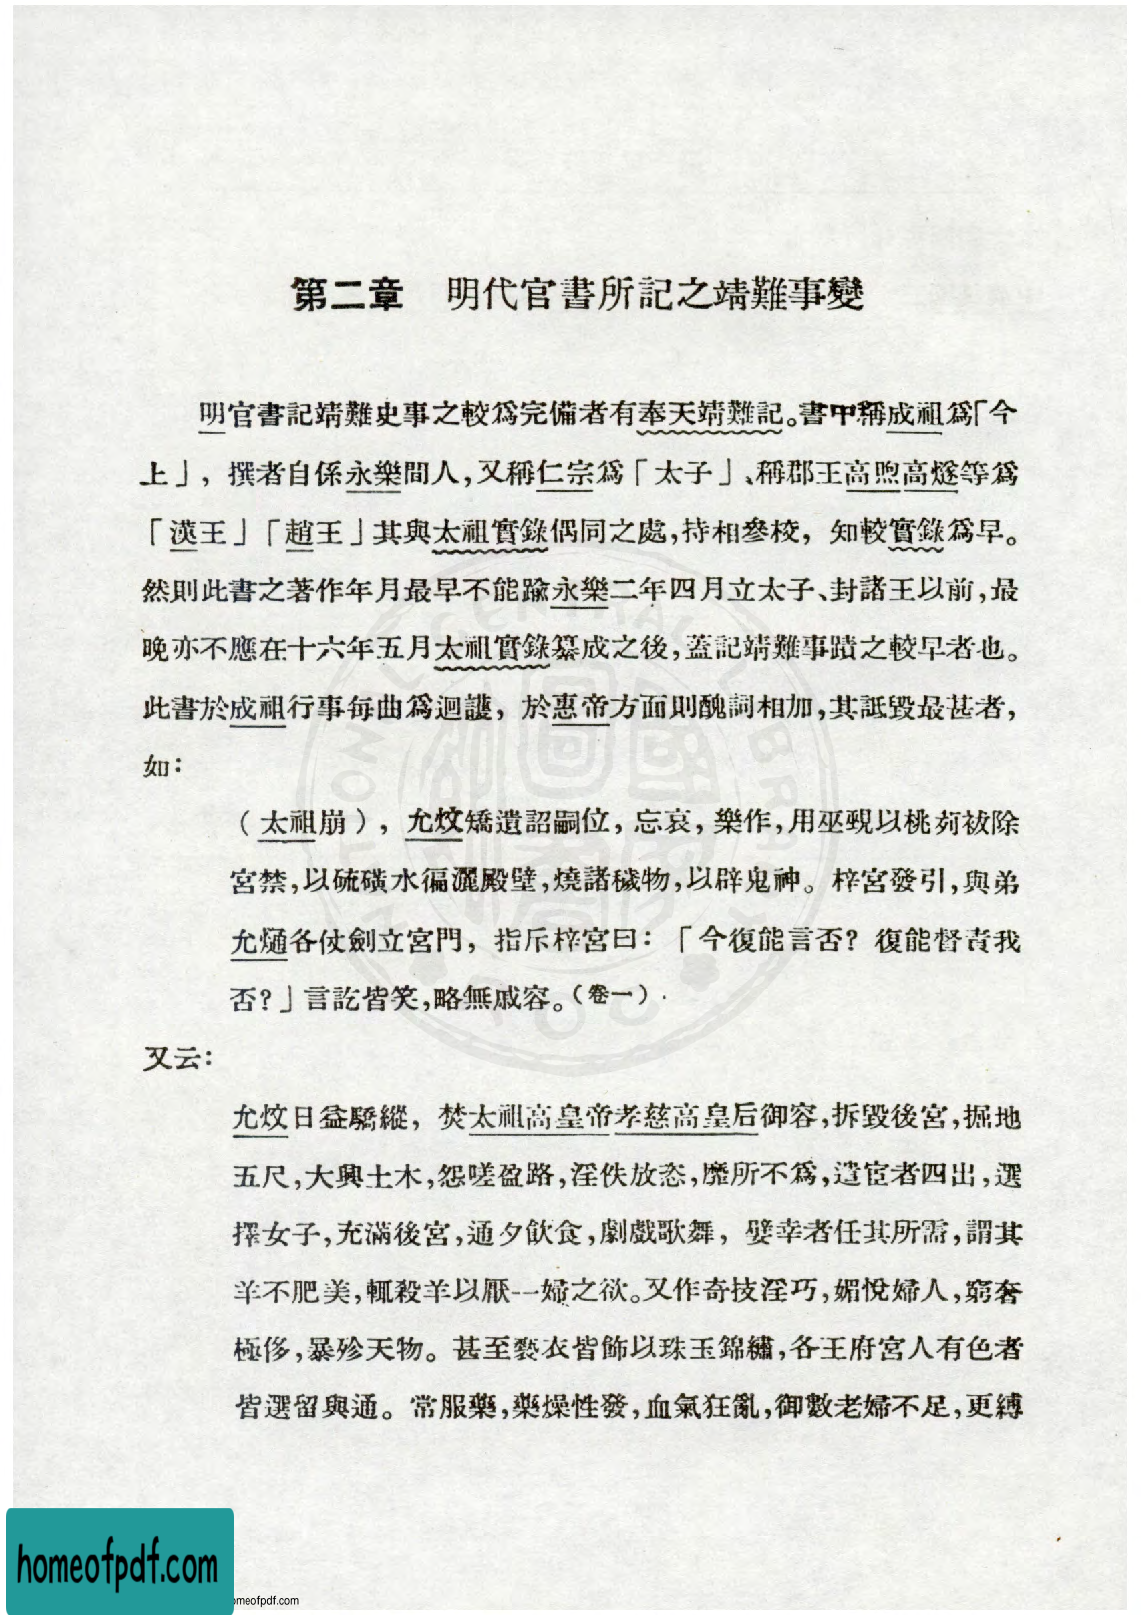 第二章　明代官書所記之靖難事變
明官書記靖難史事之較爲完備者有奉天靖難記。書中稱成祖爲「今
上」，撰者自係永樂間人，又稱仁宗爲「太子」、稱郡王高煦高燧等爲
「漢王」「趙王」其與太祖實錄偶同之處，持相參校，知較實錄爲早。
然則此書之著作年月最早不能踰永樂二年四月立太子、封諸王以前，最
晚亦不應在十六年五月太祖實錄纂成之後，蓋記靖難事蹟之較早者也。
此書於成祖行事每曲爲迴護，於惠帝方面則醜詞相加，其詆毀最甚者，
如：
（太祖崩），允炆矯遺詔嗣位，忘哀，樂作，用巫覡以桃茢祓除
宮禁，以硫磺水徧灑殿壁，燒諸穢物，以辟鬼神。梓宮發引，與弟
允熥各仗劍立宮門，指斥梓宮曰：「今復能言否？復能督責我
否？」言訖皆笑，略無戚容。（卷一）.
又云：
允炆日益驕縱，焚太祖高皇帝孝慈高皇后御容，拆毀後宮，掘地
五尺，大興土木，怨嗟盈路，淫佚放恣，靡所不爲，遣宦者四出，選
擇女子，充滿後宮，通夕飲食，劇戲歌舞，嬖幸者任其所需，謂其
羊不肥美，輒殺羊以厭一婦之欲。又作奇技淫巧，媚悅婦人，窮奢
極侈，暴殄天物。甚至褻衣皆飾以珠玉錦繡，各王府宮人有色者
皆選留與通。常服藥，藥燥性發，血氣狂亂，御數老婦不足，更縛
homeofpdf.com
omeofpdf.com